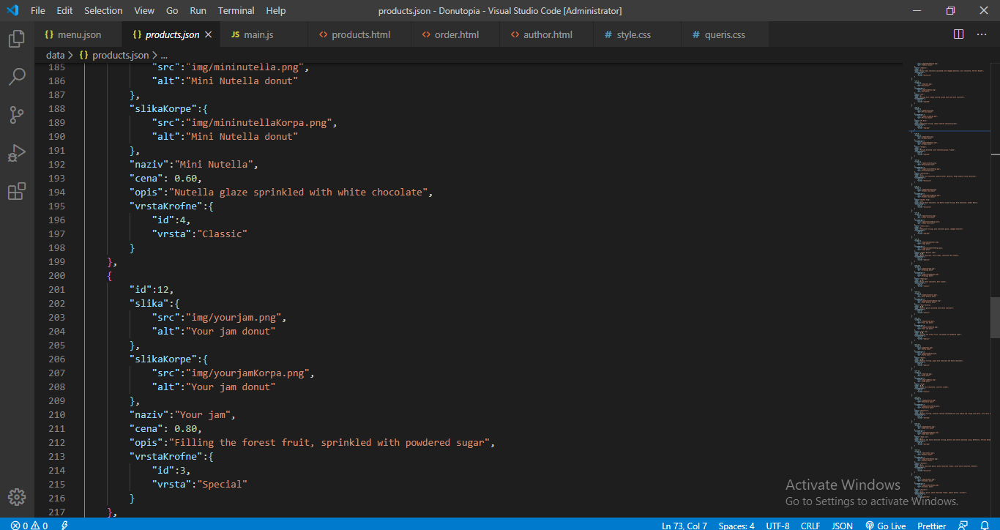 File Edit Selection View Go Run Terminal Help products.json - Donutopia - Visual Studio Code [Administrator]
{} menu.json {} products.json JS main.js <> products.html <> order.html <> author.html # style.css # queris.css
data > {} products.json > ...
185 "src":"img/mininutella.png",
186 "alt":"Mini Nutella donut"
187 },
188 "slikaKorpe":{
189 "src":"img/mininutellaKorpa.png",
190 "alt":"Mini Nutella donut"
191 },
192 "naziv":"Mini Nutella",
193 "cena": 0.60,
194 "opis":"Nutella glaze sprinkled with white chocolate",
195 "vrstaKrofne":{
196 "id":4,
197 "vrsta":"Classic"
198 }
199 },
200 {
201 "id":12,
202 "slika":{
203 "src":"img/yourjam.png",
204 "alt":"Your jam donut"
205 },
206 "slikaKorpe":{
207 "src":"img/yourjamKorpa.png",
208 "alt":"Your jam donut"
209 },
210 "naziv":"Your jam",
211 "cena": 0.80,
212 "opis":"Filling the forest fruit, sprinkled with powdered sugar",
213 "vrstaKrofne":{
214 "id":3,
215 "vrsta":"Special"
216 }
217 },
Activate Windows
Go to Settings to activate Windows.
0 0 Ln 73, Col 7 Spaces: 4 UTF-8 CRLF JSON Go Live Prettier